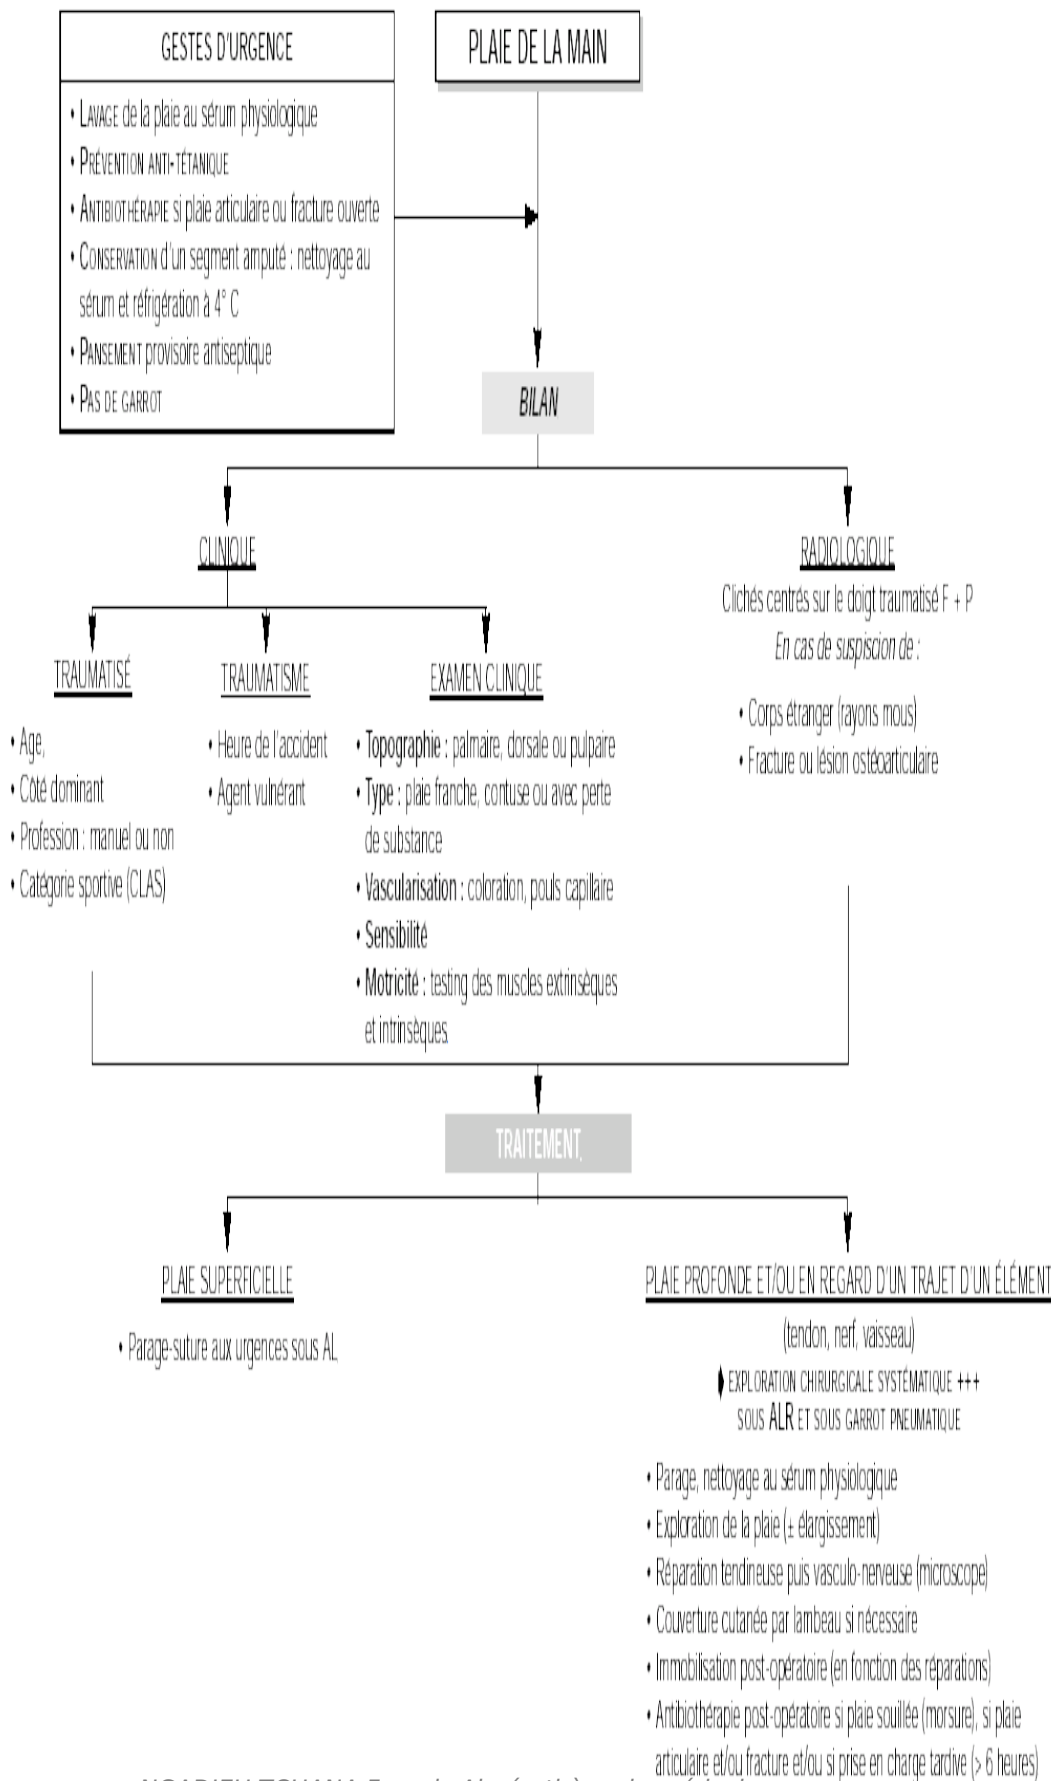 GESTES D'URGENCE
• LAVAGE de la plaie au sérum physiologique
• PRÉVENTION ANTI-TÉTANIQUE
• ANTIBIOTHÉRAPIE si plaie articulaire ou fracture ouverte
• CONSERVATION d'un segment amputé : nettoyage au
sérum et réfrigération à 4° C
• PANSEMENT provisoire antiseptique
• PAS DE GARROT
PLAIE DE LA MAIN
BILAN
CLINIQUE
TRAUMATISÉ
• Age,
• Côté dominant
• Profession : manuel ou non
• Catégorie sportive (CLAS)
TRAUMATISME
• Heure de l'accident
• Agent vulnérant
EXAMEN CLINIQUE
• Topographie : palmaire, dorsale ou pulpaire
• Type : plaie franche, contuse ou avec perte
de substance
• Vascularisation : coloration, pouls capillaire
• Sensibilité
• Motricité : testing des muscles extrinsèques
et intrinsèques.
RADIOLOGIQUE
Clichés centrés sur le doigt traumatisé F + P
En cas de suspiscion de :
• Corps étranger (rayons mous)
• Fracture ou lésion ostéoarticulaire
TRAITEMENT
PLAIE SUPERFICIELLE
• Parage-suture aux urgences sous AL.
PLAIE PROFONDE ET/OU EN REGARD D'UN TRAJET D'UN ÉLÉMENT
(tendon, nerf, vaisseau)
EXPLORATION CHIRURGICALE SYSTÉMATIQUE +++
SOUS ALR ET SOUS GARROT PNEUMATIQUE
• Parage, nettoyage au sérum physiologique
• Exploration de la plaie (± élargissement)
• Réparation tendineuse puis vasculo-nerveuse (microscope)
• Couverture cutanée par lambeau si nécessaire
• Immobilisation post-opératoire (en fonction des réparations)
• Antibiothérapie post-opératoire si plaie souillée (morsure), si plaie
articulaire et/ou fracture et/ou si prise en charge tardive (> 6 heures)